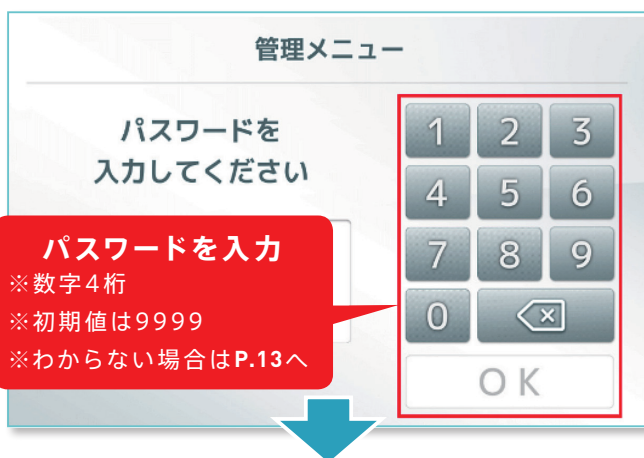 管理メニュー
パスワードを
入力してください
1 2 3
4 5 6
7 8 9
0
OK
パスワードを入力
※数字4桁
※初期値は9999
※わからない場合はP.13へ